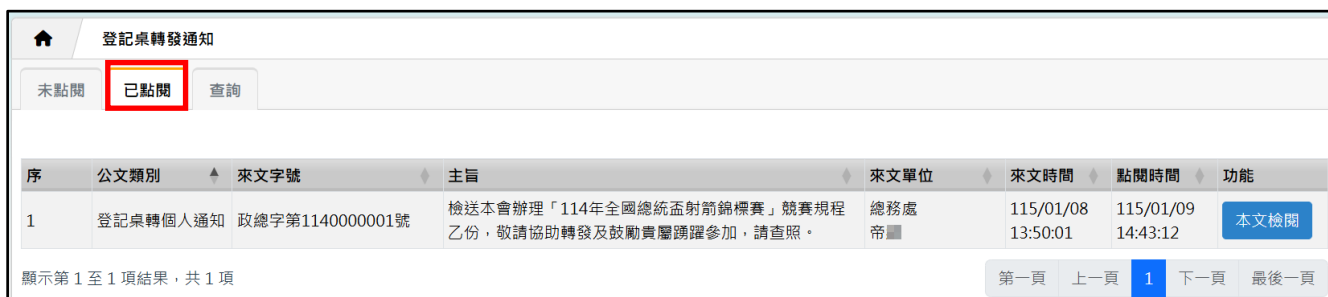 登記桌轉發通知
未點閱 已點閱 查詢
序 公文類別 來文字號 主旨 來文單位 來文時間 點閱時間 功能
1 登記桌轉個人通知 政總字第1140000001號 檢送本會辦理「114年全國總統盃射箭錦標賽」競賽規程 總務處 115/01/08 115/01/09 本文檢閱
乙份，敬請協助轉發及鼓勵貴屬踴躍參加，請查照。 帝 13:50:01 14:43:12
顯示第 1 至 1 項結果，共 1 項 第一頁 上一頁 1 下一頁 最後一頁